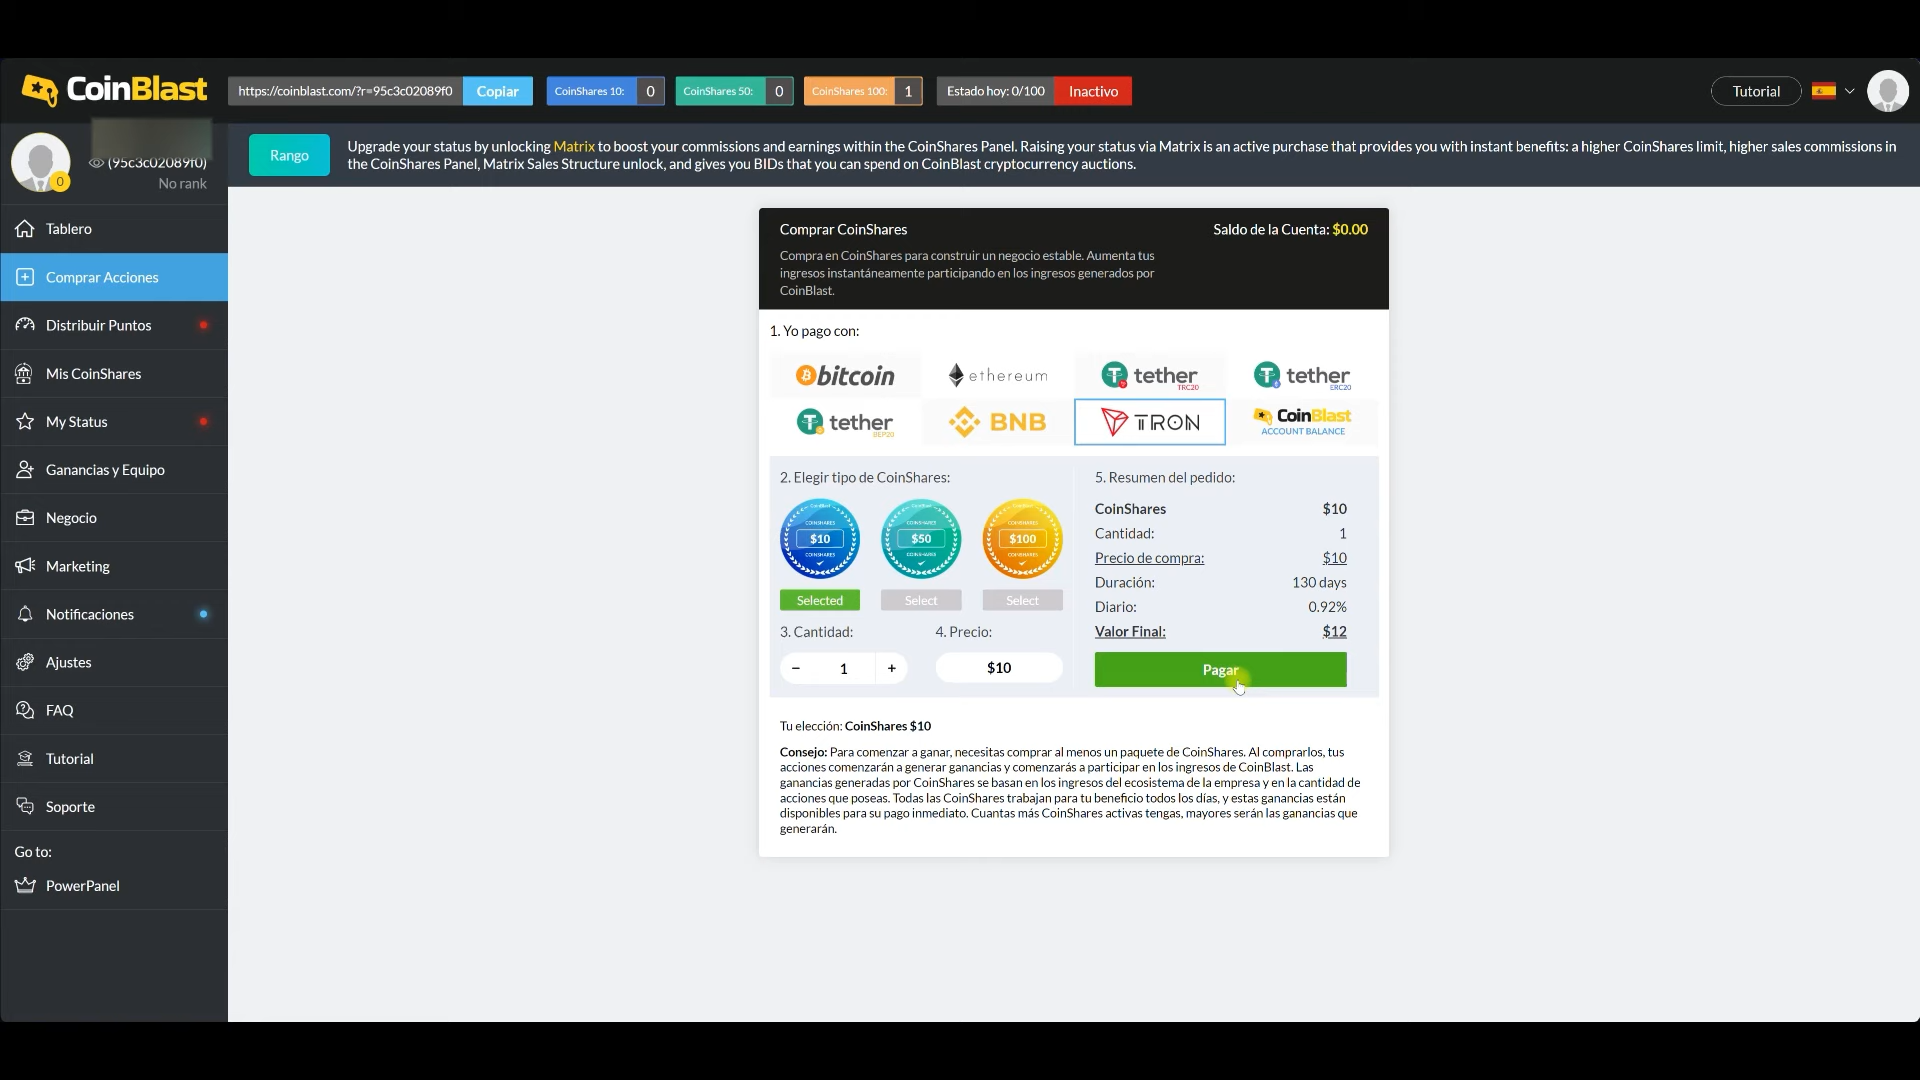 CoinBlast
https://coinblast.com/?r=95c3c02089f0
Copiar
CoinShares 10: 0
CoinShares 50: 0
CoinShares 100: 1
Estado hoy: 0/100
Inactivo
Tutorial
0
(95c3c02089f0)
No rank
Rango
Upgrade your status by unlocking Matrix to boost your commissions and earnings within the CoinShares Panel. Raising your status via Matrix is an active purchase that provides you with instant benefits: a higher CoinShares limit, higher sales commissions in
the CoinShares Panel, Matrix Sales Structure unlock, and gives you BIDs that you can spend on CoinBlast cryptocurrency auctions.
Tablero
Comprar Acciones
Distribuir Puntos
Mis CoinShares
My Status
Ganancias y Equipo
Negocio
Marketing
Notificaciones
Ajustes
FAQ
Tutorial
Soporte
Go to:
PowerPanel
Comprar CoinShares
Saldo de la Cuenta: $0.00
Compra en CoinShares para construir un negocio estable. Aumenta tus
ingresos instantáneamente participando en los ingresos generados por
CoinBlast.
1. Yo pago con:
bitcoin
ethereum
tether TRC20
tether ERC20
tether BEP20
BNB
TRON
CoinBlast
ACCOUNT BALANCE
2. Elegir tipo de CoinShares:
COINSHARES
$10
COINSHARES
COINSHARES
$50
COINSHARES
COINSHARES
$100
COINSHARES
Selected
Select
Select
3. Cantidad:
4. Precio:
− 1 +
$10
5. Resumen del pedido:
CoinShares $10
Cantidad: 1
Precio de compra: $10
Duración: 130 days
Diario: 0.92%
Valor Final: $12
Pagar
Tu elección: CoinShares $10
Consejo: Para comenzar a ganar, necesitas comprar al menos un paquete de CoinShares. Al comprarlos, tus
acciones comenzarán a generar ganancias y comenzarás a participar en los ingresos de CoinBlast. Las
ganancias generadas por CoinShares se basan en los ingresos del ecosistema de la empresa y en la cantidad de
acciones que poseas. Todas las CoinShares trabajan para tu beneficio todos los días, y estas ganancias están
disponibles para su pago inmediato. Cuantas más CoinShares activas tengas, mayores serán las ganancias que
generarán.